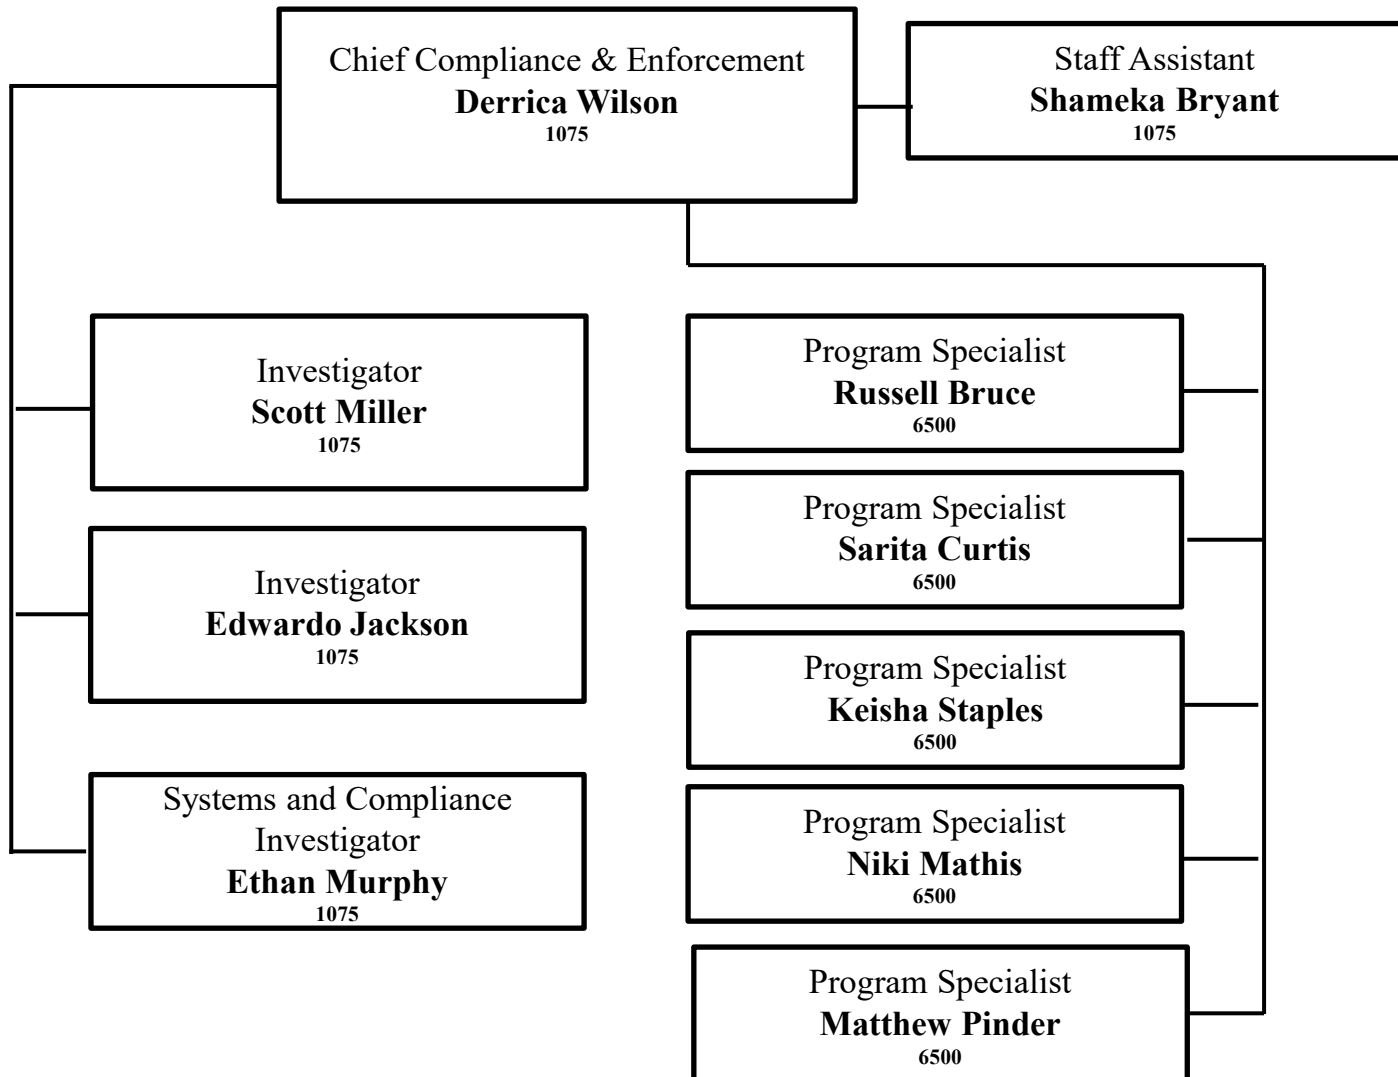 Chief Compliance & Enforcement
Derrica Wilson
1075
Staff Assistant
Shameka Bryant
1075
Investigator
Scott Miller
1075
Investigator
Edwardo Jackson
1075
Systems and Compliance
Investigator
Ethan Murphy
1075
Program Specialist
Russell Bruce
6500
Program Specialist
Sarita Curtis
6500
Program Specialist
Keisha Staples
6500
Program Specialist
Niki Mathis
6500
Program Specialist
Matthew Pinder
6500